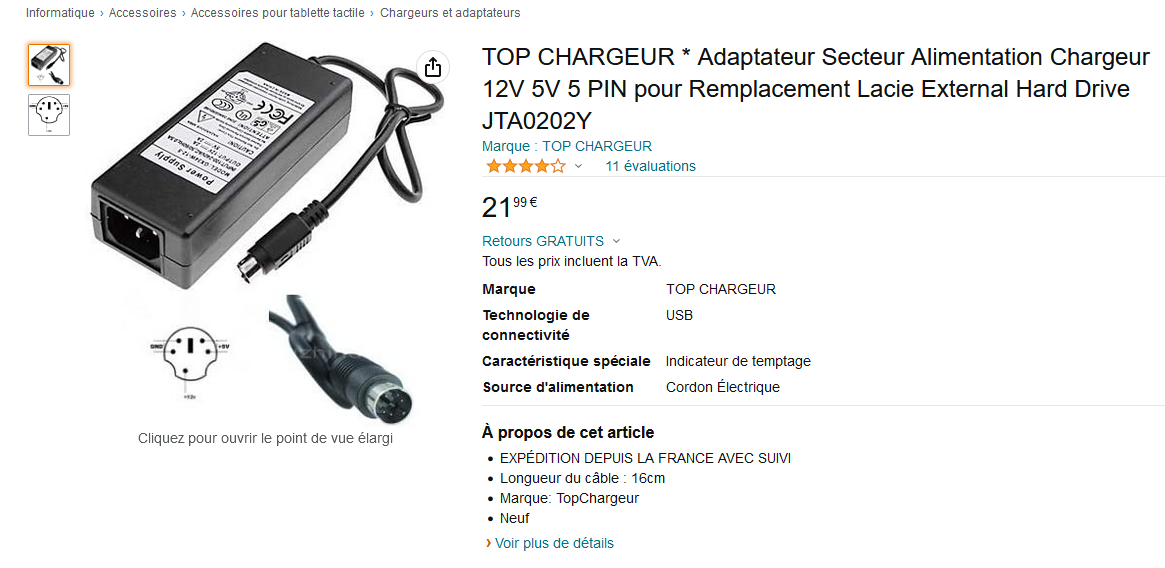 Informatique › Accessoires › Accessoires pour tablette tactile › Chargeurs et adaptateurs
TOP CHARGEUR * Adaptateur Secteur Alimentation Chargeur
12V 5V 5 PIN pour Remplacement Lacie External Hard Drive
JTA0202Y
Marque : TOP CHARGEUR
11 évaluations
21,99 €
Retours GRATUITS
Tous les prix incluent la TVA.
Marque TOP CHARGEUR
Technologie de connectivité USB
Caractéristique spéciale Indicateur de temptage
Source d'alimentation Cordon Électrique
À propos de cet article
• EXPÉDITION DEPUIS LA FRANCE AVEC SUIVI
• Longueur du câble : 16cm
• Marque: TopChargeur
• Neuf
› Voir plus de détails
Power Supply
CAUTION!
ATTENTION!
GND
+5V
+12v
Cliquez pour ouvrir le point de vue élargi